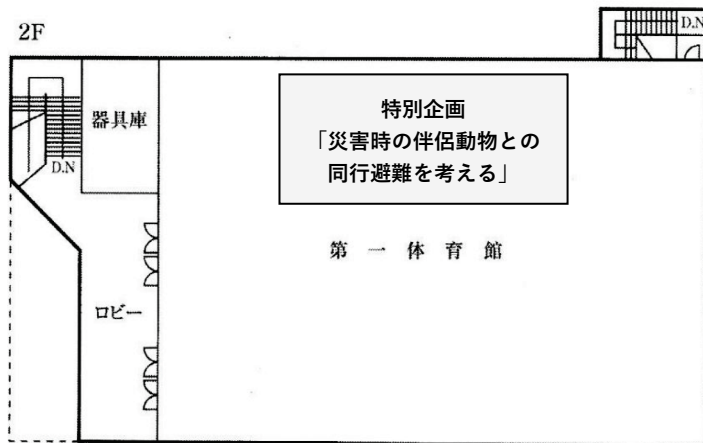 2F
D.N
器具庫
特別企画
「災害時の伴侶動物との
同行避難を考える」
D.N
第一体育館
ロビー